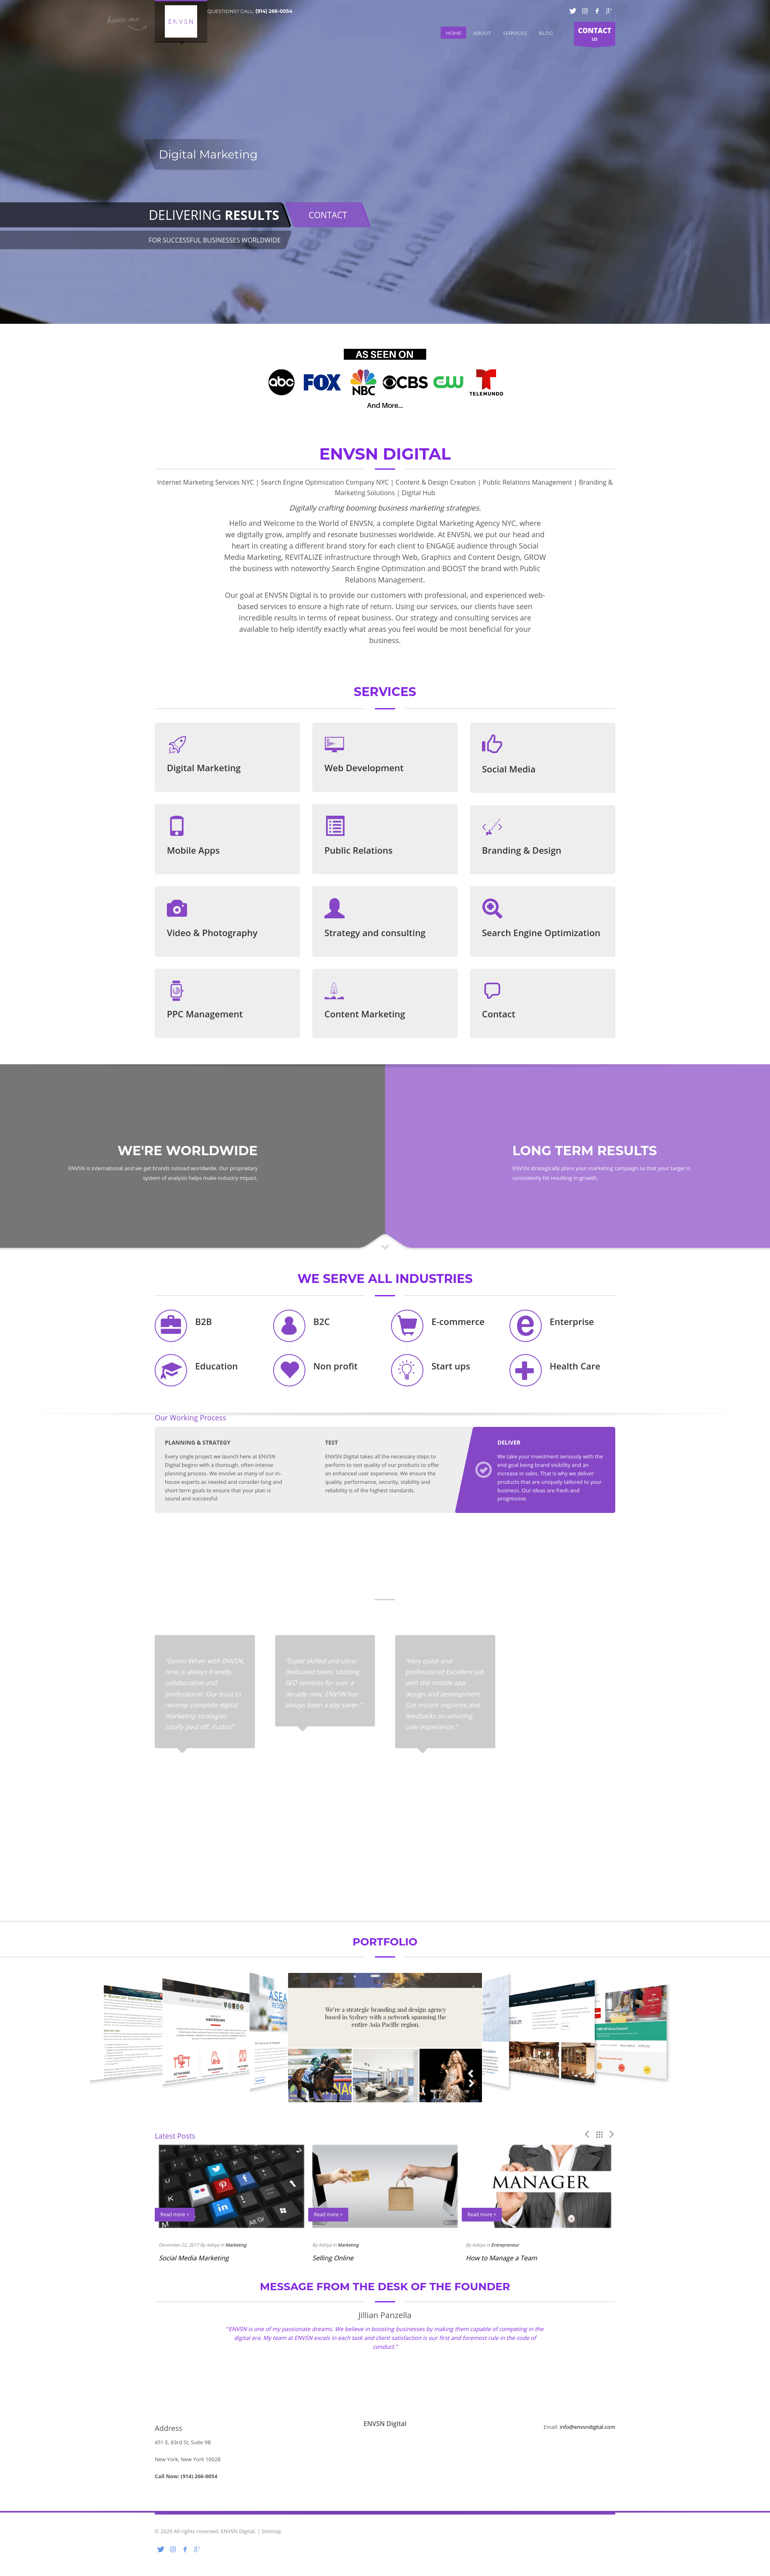 know me
ENVSN
QUESTIONS? CALL: (914) 266-0054
HOME
ABOUT
SERVICES
BLOG
CONTACT
US
Digital Marketing
DELIVERING RESULTS
CONTACT
FOR SUCCESSFUL BUSINESSES WORLDWIDE
AS SEEN ON
abc
FOX
NBC
CBS
CW
TELEMUNDO
And More...
ENVSN DIGITAL
Internet Marketing Services NYC | Search Engine Optimization Company NYC | Content & Design Creation | Public Relations Management | Branding &
Marketing Solutions | Digital Hub
Digitally crafting booming business marketing strategies.
Hello and Welcome to the World of ENVSN, a complete Digital Marketing Agency NYC, where
we digitally grow, amplify and resonate businesses worldwide. At ENVSN, we put our head and
heart in creating a different brand story for each client to ENGAGE audience through Social
Media Marketing, REVITALIZE Infrastructure through Web, Graphics and Content Design, GROW
the business with noteworthy Search Engine Optimization and BOOST the brand with Public
Relations Management.
Our goal at ENVSN Digital is to provide our customers with professional, and experienced web-
based services to ensure a high rate of return. Using our services, our clients have seen
incredible results in terms of repeat business. Our strategy and consulting services are
available to help identify exactly what areas you feel would be most beneficial for your
business.
SERVICES
Digital Marketing
Web Development
Social Media
Mobile Apps
Public Relations
Branding & Design
Video & Photography
Strategy and consulting
Search Engine Optimization
PPC Management
Content Marketing
Contact
WE'RE WORLDWIDE
ENVSN is international and we get brands noticed worldwide. Our proprietary
system of analysis helps make industry impact.
LONG TERM RESULTS
ENVSN strategically plans your marketing campaign so that your target is
consistently hit resulting in growth.
WE SERVE ALL INDUSTRIES
B2B
B2C
E-commerce
Enterprise
Education
Non profit
Start ups
Health Care
Our Working Process
PLANNING & STRATEGY
Every single project we launch here at ENVSN
Digital begins with a thorough, often intense
planning process. We involve as many of our in-
house experts as needed and consider long and
short term goals to ensure that your plan is
sound and successful.
TEST
ENVSN Digital takes all the necessary steps to
perform to test quality of our products to offer
an enhanced user experience. We ensure the
quality, performance, security, stability and
reliability is of the highest standards.
DELIVER
We take your investment seriously with the
end goal being brand visibility and an
increase in sales. That is why we deliver
products that are uniquely tailored to your
business. Our ideas are fresh and
progressive.
"Gems! When with ENVSN,
time is always friendly,
collaborative and
professional. Our trust to
revamp complete digital
marketing strategies
totally paid off. Kudos!"
"Super skilled and ultra-
dedicated team. Utilizing
SEO services for over a
decade now, ENVSN has
always been a day saver."
"Very quick and
professional! Excellent job
with the mobile app
design and development.
Got instant inquiries and
feedbacks on amazing
user experience."
PORTFOLIO
We're a strategic branding and design agency
based in Sydney with a network spanning the
entire Asia Pacific region.
Latest Posts
Alt Gr
MANAGER
Read more +
Read more +
Read more +
December 22, 2017 By Aditya in Marketing
Social Media Marketing
By Aditya in Marketing
Selling Online
By Aditya in Entrepreneur
How to Manage a Team
MESSAGE FROM THE DESK OF THE FOUNDER
Jillian Panzella
"ENVSN is one of my passionate dreams. We believe in boosting businesses by making them capable of competing in the
digital era. My team at ENVSN excels in each task and client satisfaction is our first and foremost rule in the code of
conduct."
Address
451 E, 83rd St, Suite 9B
New York, New York 10028
Call Now: (914) 266-0054
ENVSN Digital
Email: info@envsndigital.com
© 2020 All rights reserved. ENVSN Digital. | Sitemap